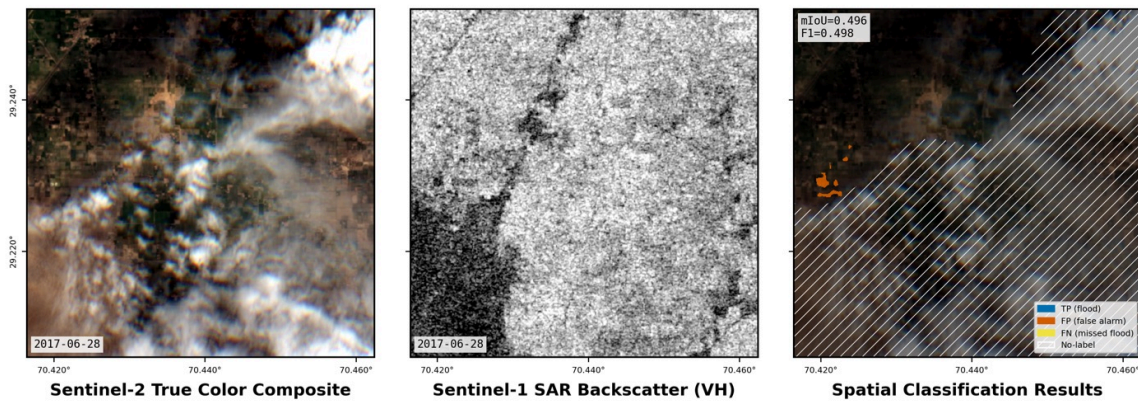 mIoU=0.496
F1=0.498
29.240°
29.220°
2017-06-28
2017-06-28
TP (flood)
FP (false alarm)
FN (missed flood)
No-label
70.420° 70.440° 70.460°
70.420° 70.440° 70.460°
70.420° 70.440° 70.460°
Sentinel-2 True Color Composite
Sentinel-1 SAR Backscatter (VH)
Spatial Classification Results